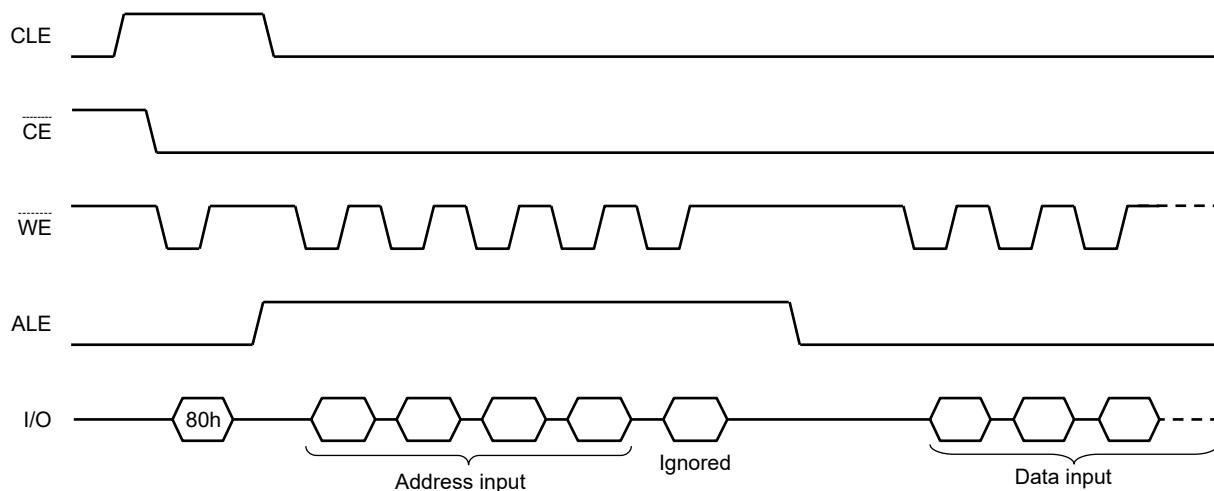 CLE
CE
WE
ALE
I/O
80h
Address input
Ignored
Data input